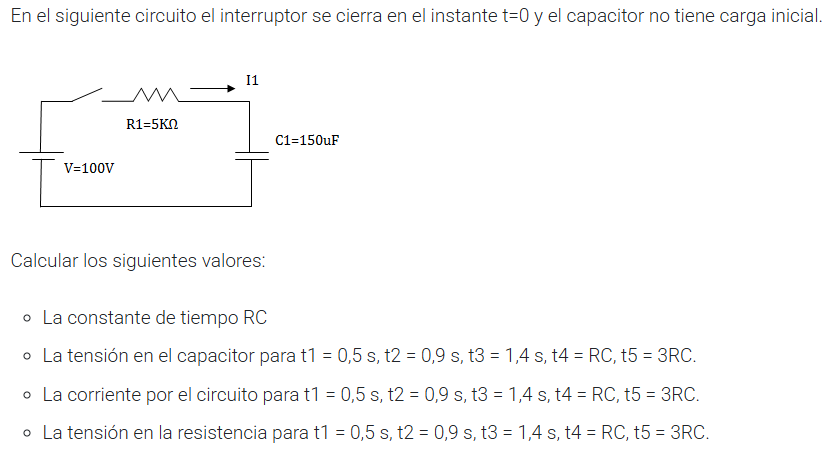 En el siguiente circuito el interruptor se cierra en el instante t=0 y el capacitor no tiene carga inicial.
I1
R1=5KΩ
C1=150uF
V=100V
Calcular los siguientes valores:
La constante de tiempo RC
La tensión en el capacitor para t1 = 0,5 s, t2 = 0,9 s, t3 = 1,4 s, t4 = RC, t5 = 3RC.
La corriente por el circuito para t1 = 0,5 s, t2 = 0,9 s, t3 = 1,4 s, t4 = RC, t5 = 3RC.
La tensión en la resistencia para t1 = 0,5 s, t2 = 0,9 s, t3 = 1,4 s, t4 = RC, t5 = 3RC.